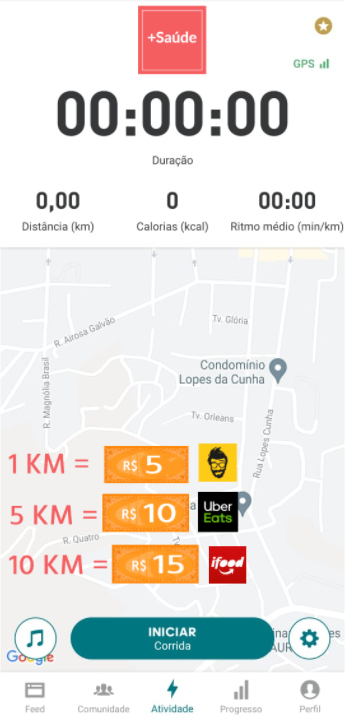 +Saúde
GPS
00:00:00
Duração
0,00 0 00:00
Distância (km) Calorias (kcal) Ritmo médio (min/km)
R. Airosa Galvão
Tv. Glória
R. Magnólia Brasil
Condomínio
Lopes da Cunha
Tv. Orleans
Rua Lopes Cunha
1 KM = R$ 5
5 KM = R$ 10 Uber
Eats
R. Quatro
10 KM = R$ 15 ifood
INICIAR
Corrida
Google
Feed Comunidade Atividade Progresso Perfil